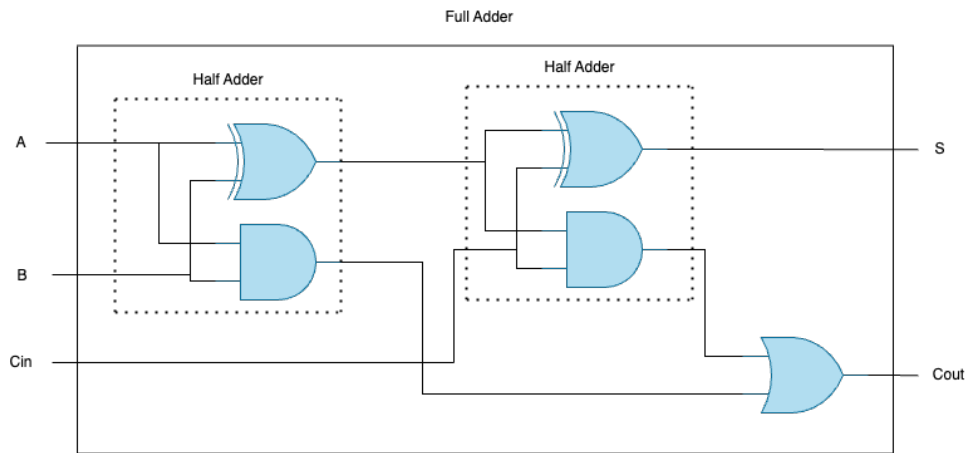 Full Adder
Half Adder
Half Adder
A
S
B
Cin
Cout